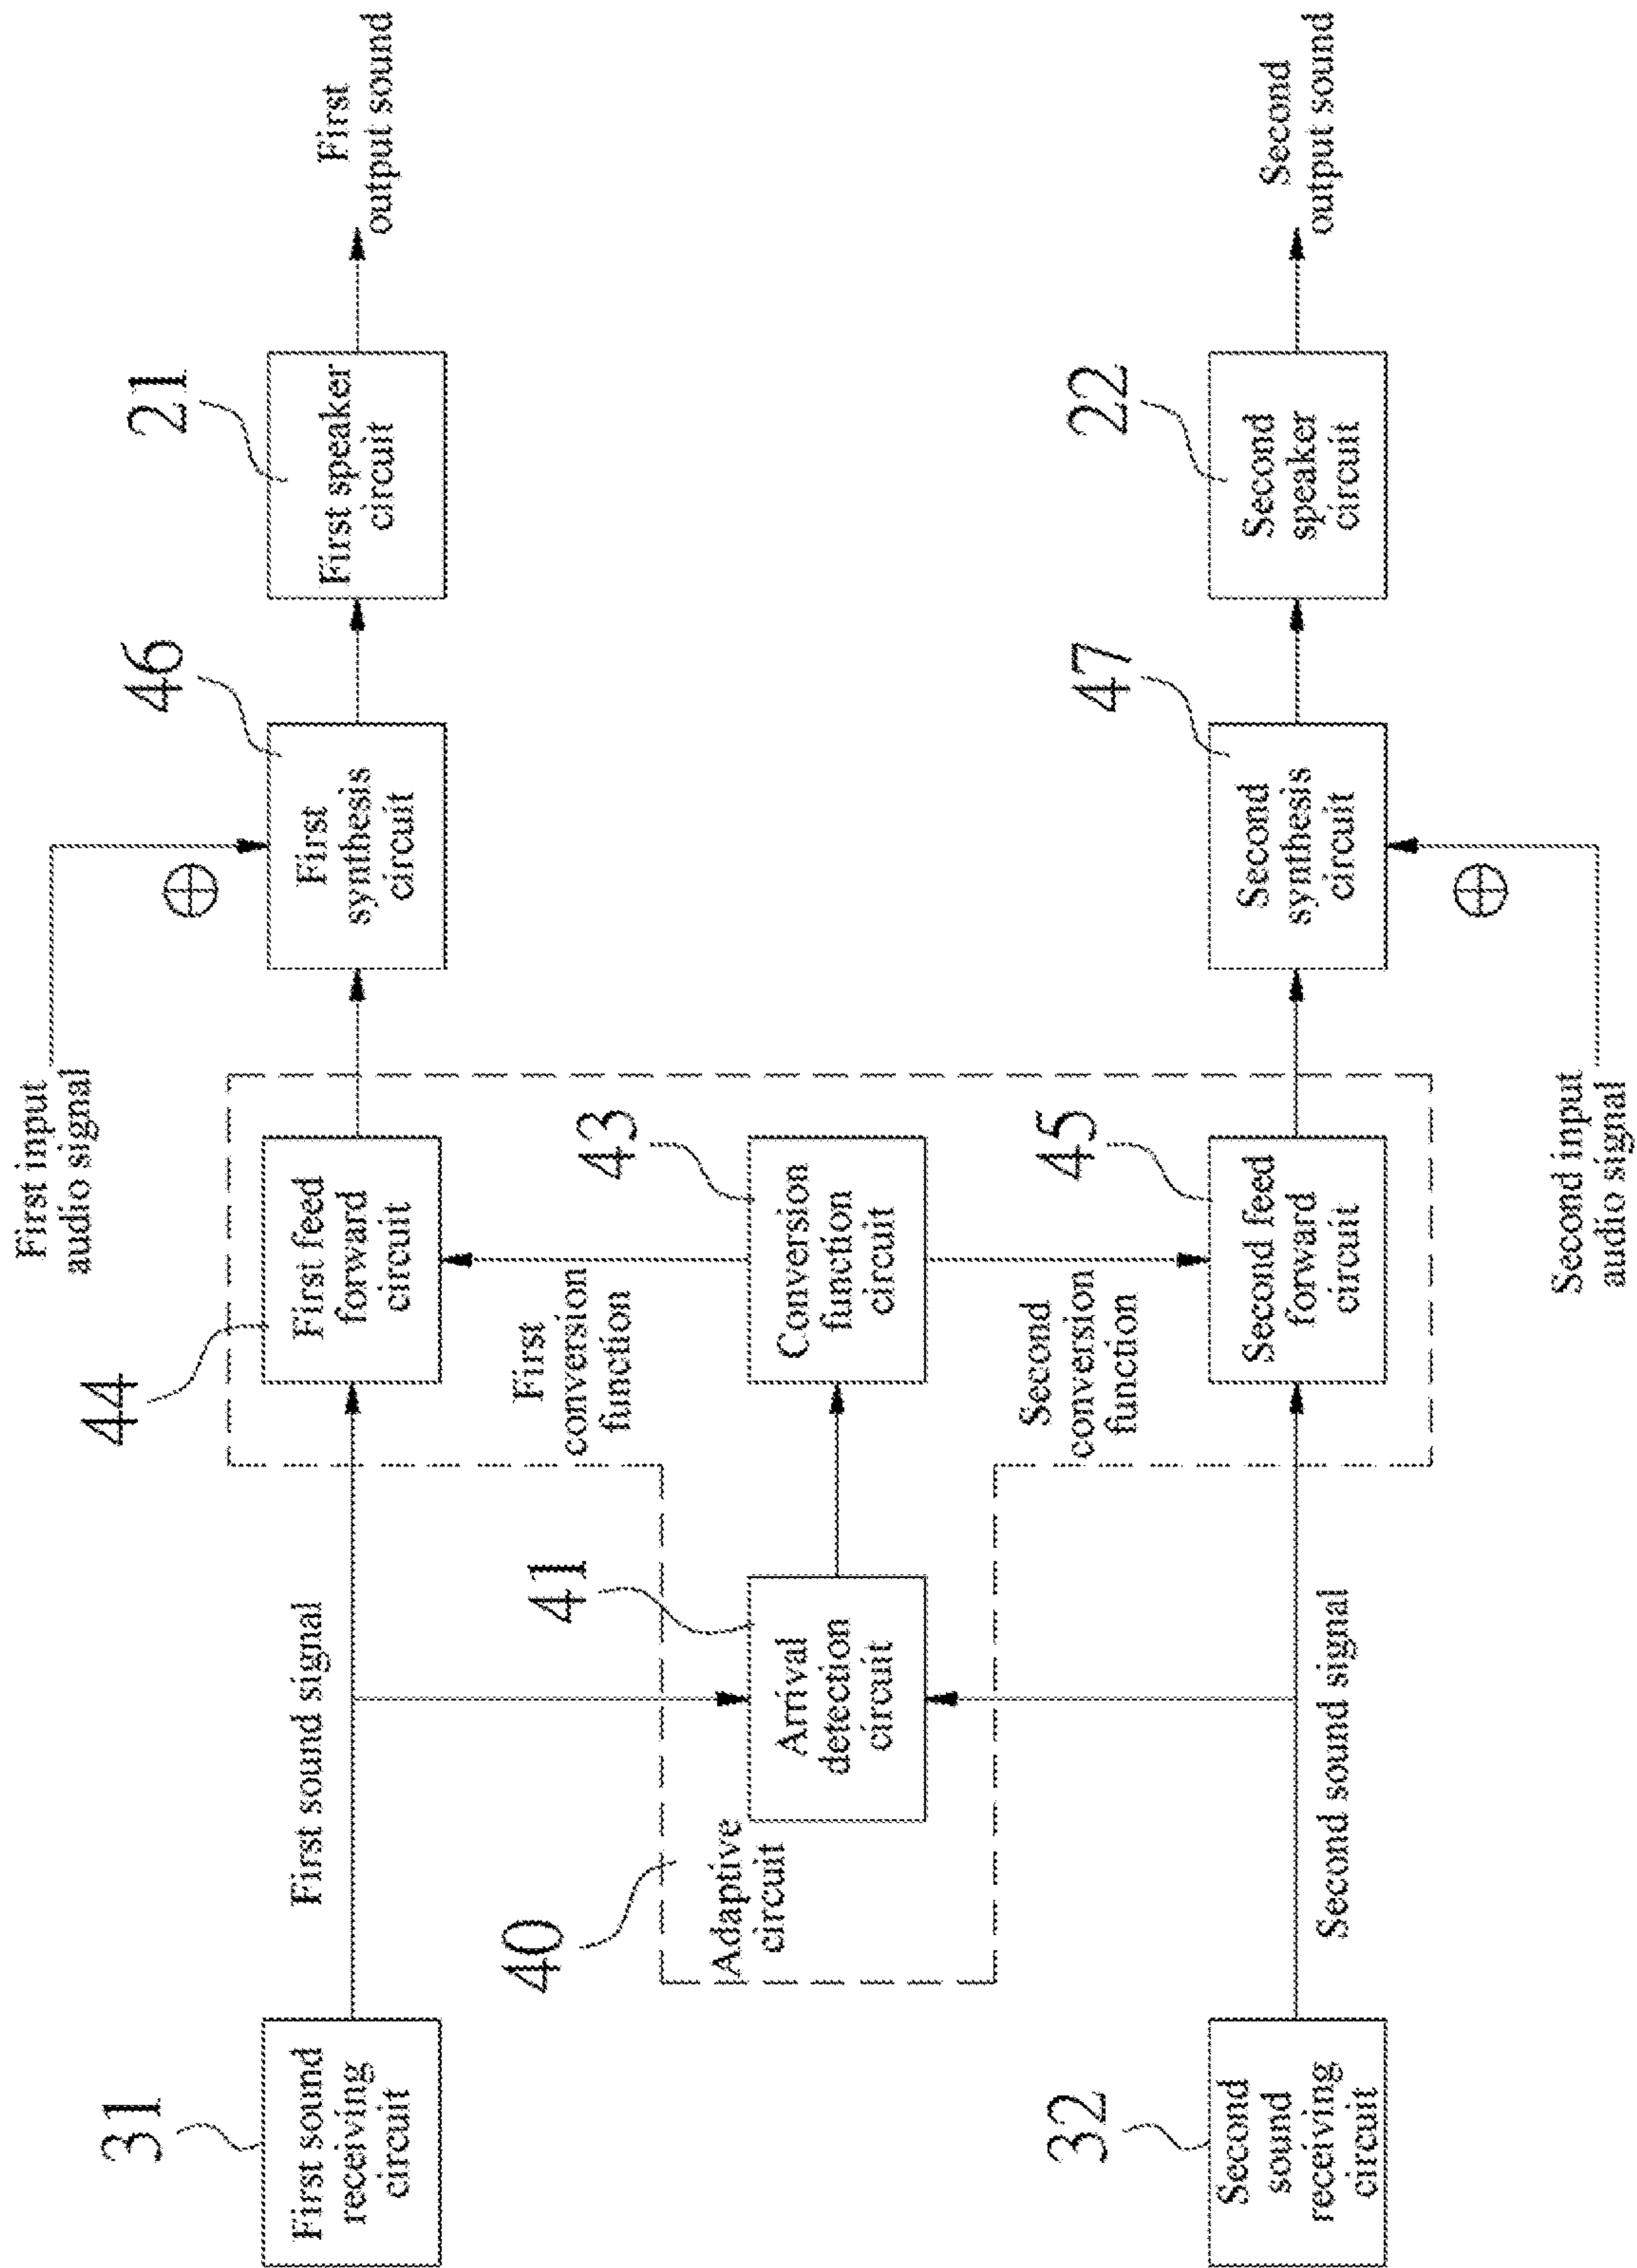 31
First sound
receiving
circuit
First sound signal
44
First feed
forward
circuit
First input
audio signal
46
First
synthesis
circuit
21
First speaker
circuit
First
output sound
40
Adaptive
circuit
41
Arrival
detection
circuit
First
conversion
function
43
Conversion
function
circuit
Second
conversion
function
32
Second
sound
receiving
circuit
Second sound signal
45
Second feed
forward
circuit
Second input
audio signal
47
Second
synthesis
circuit
22
Second
speaker
circuit
Second
output sound